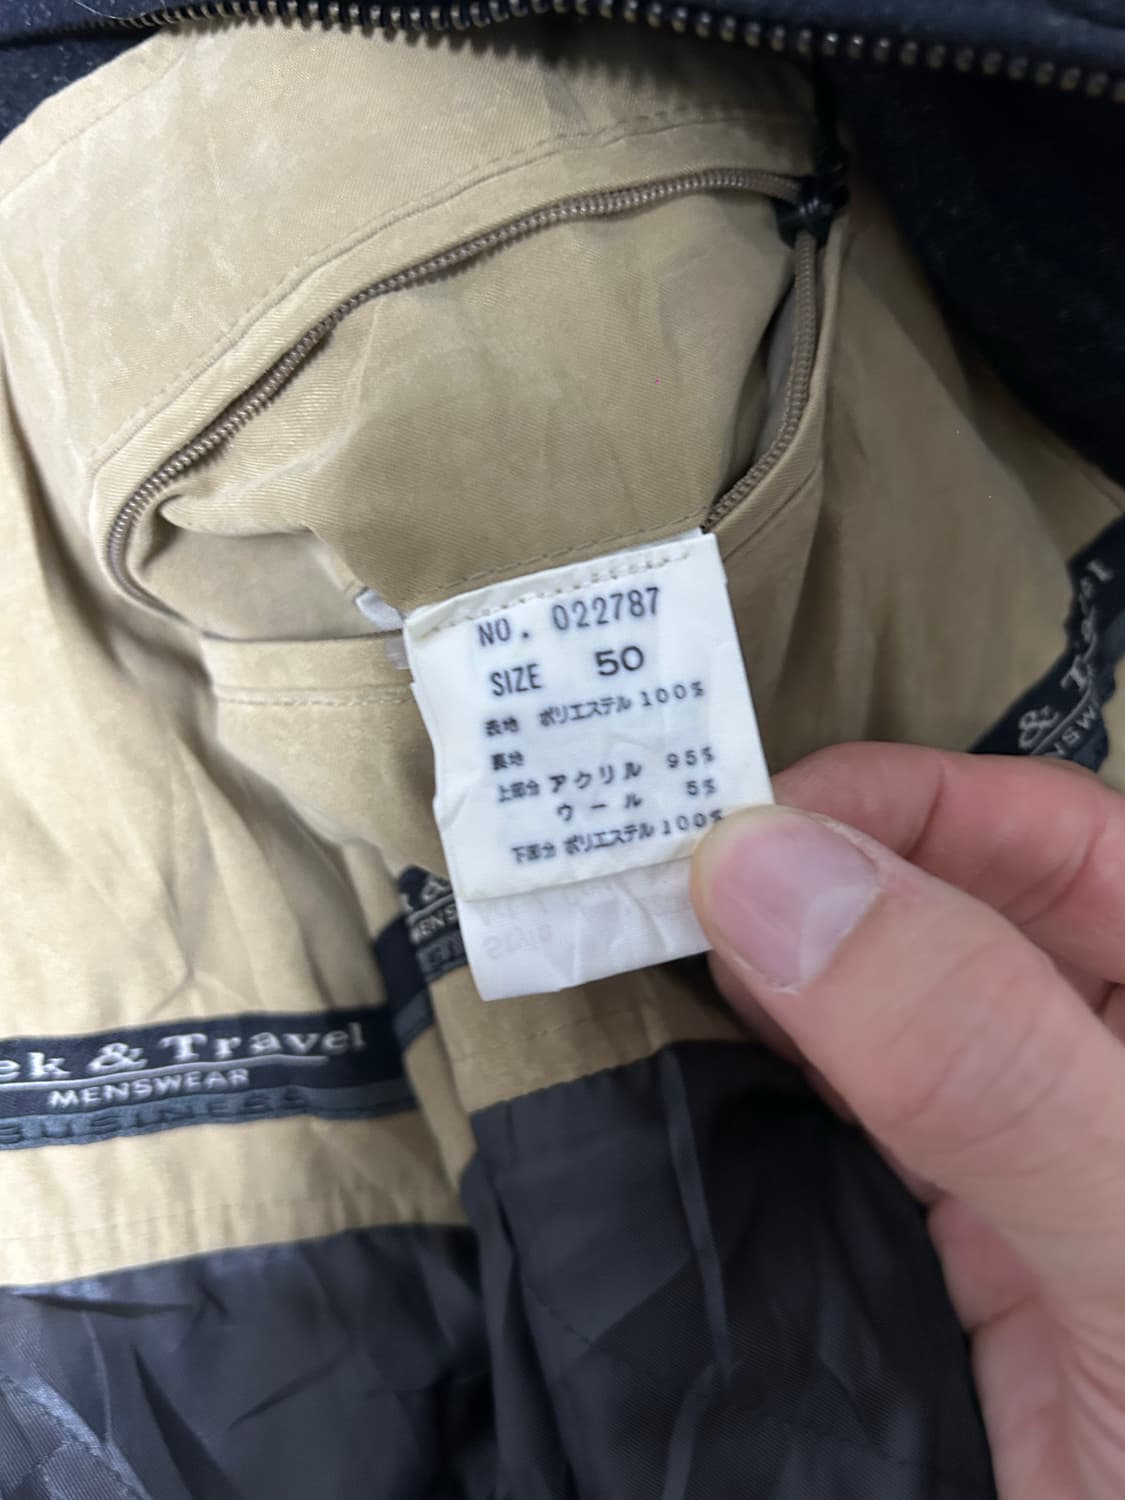 NO. 022787
SIZE 50
表地 ポリエステル 100%
裏地
上部分 アクリル 95%
ウール 5%
下部分 ポリエステル 100%
Style
ek & Travel
MENSWEAR
BUSINESS
& Travel